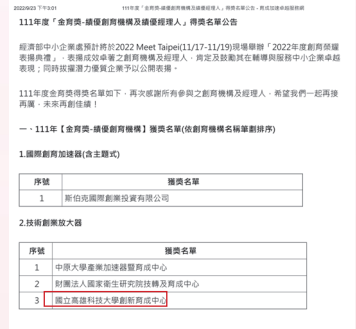 2022/9/23 下午3:01
111年度「金育獎-績優創育機構及績優經理人」得獎名單公告 - 育成加速卓越服務網
111年度「金育獎-績優創育機構及績優經理人」得獎名單公告
經濟部中小企業處預計將於2022 Meet Taipei(11/17-11/19)現場舉辦「2022年度創育榮耀
表揚典禮」，表揚成效卓著之創育機構及經理人，肯定及鼓勵其在輔導與服務中小企業卓越
表現；同時拔擢潛力優質企業予以公開表揚。
111年度金育獎得獎名單如下，再次感謝所有參與之創育機構及經理人，希望我們一起再接
再厲，未來再創佳績！
一．111年【金育獎-績優創育機構】獲獎名單(依創育機構名稱筆劃排序)
1.國際創育加速器(含主題式)
序號 獲獎名單
1 斯伯克國際創業投資有限公司
2.技術創業放大器
序號 獲獎名單
1 中原大學產業加速器暨育成中心
2 財團法人國家衛生研究院技轉及育成中心
3 國立高雄科技大學創新育成中心